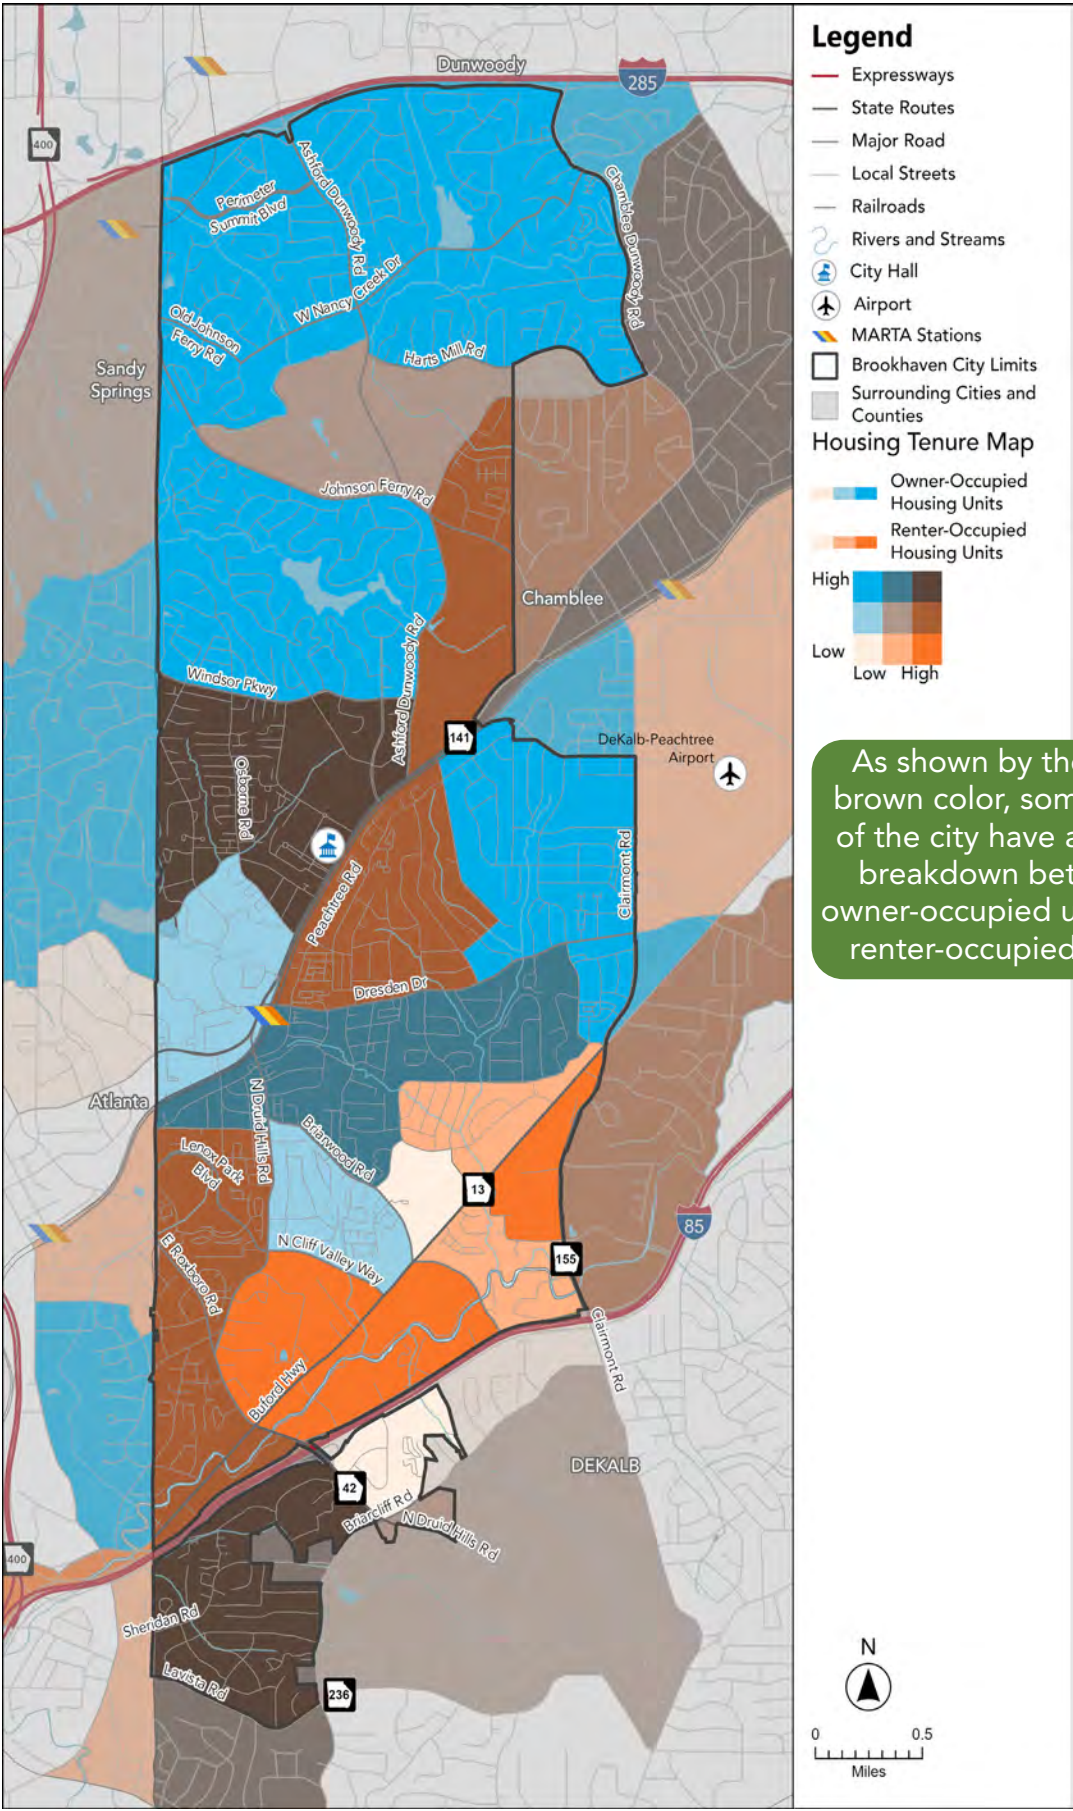 Dunwoody
285
400
Ashford Dunwoody Rd
Perimeter
Summit Blvd
Chamblee Dunwoody Rd
W Nancy Creek Dr
Old Johnson
Ferry Rd
Harts Mill Rd
Sandy
Springs
Johnson Ferry Rd
Chamblee
Ashford Dunwoody Rd
Windsor Pkwy
141
DeKalb-Peachtree
Airport
Osborne Rd
Peachtree Rd
Clairmont Rd
Dresden Dr
Atlanta
N Druid Hills Rd
Briarwood Rd
Lenox Park
Blvd
13
85
E Roxboro Rd
N Cliff Valley Way
155
Clairmont Rd
Buford Hwy
DEKALB
42
Briarcliff Rd
N Druid Hills Rd
400
Sheridan Rd
Lavista Rd
236
Legend
Expressways
State Routes
Major Road
Local Streets
Railroads
Rivers and Streams
City Hall
Airport
MARTA Stations
Brookhaven City Limits
Surrounding Cities and
Counties
Housing Tenure Map
Owner-Occupied
Housing Units
Renter-Occupied
Housing Units
High
Low
Low High
As shown by the
brown color, som
of the city have a
breakdown bet
owner-occupied u
renter-occupied
N
0 0.5
Miles